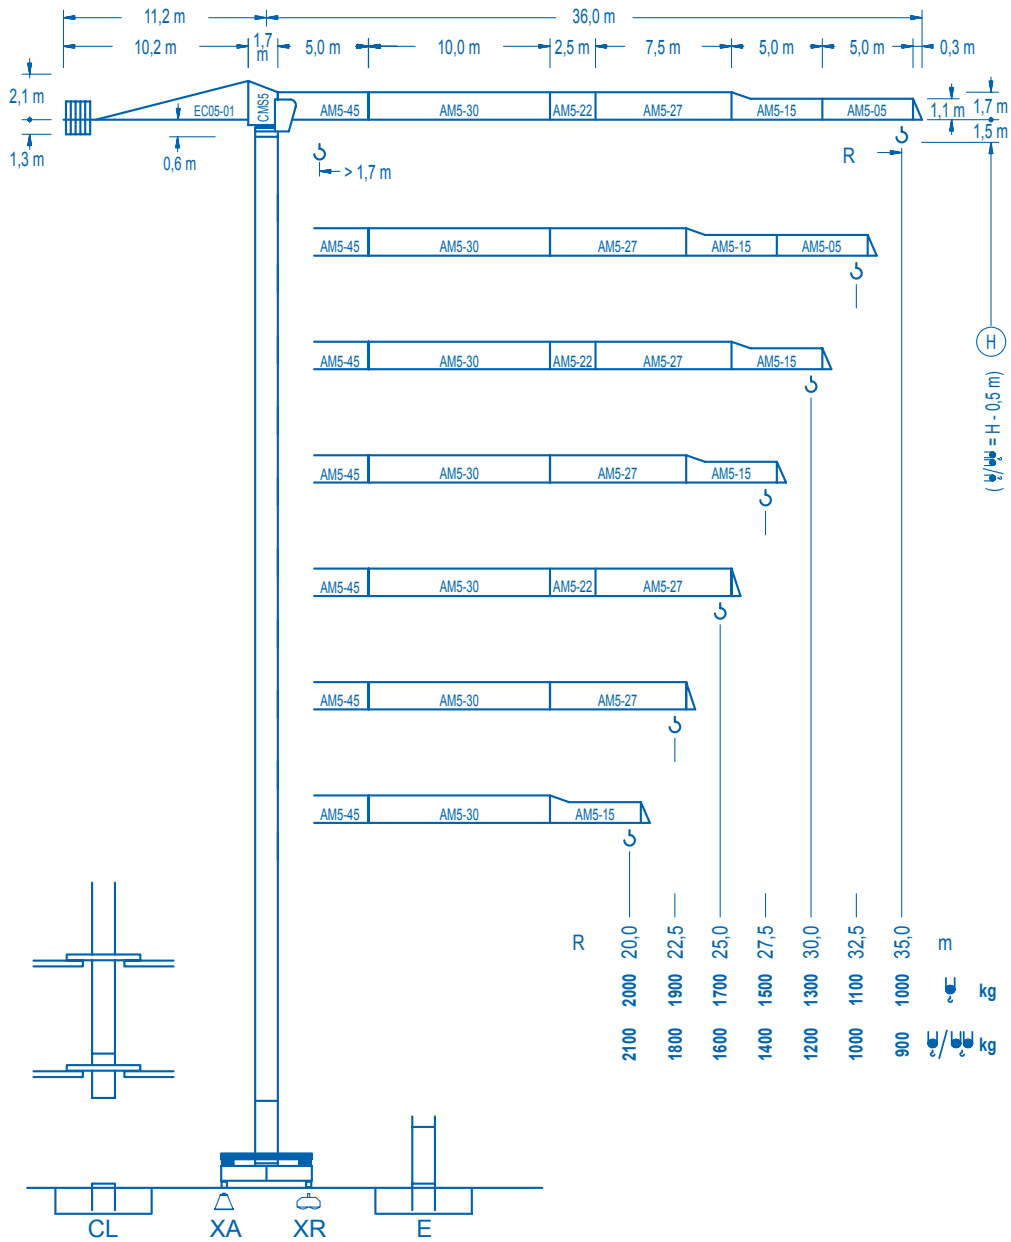 11,2 m 36,0 m
10,2 m 1,7 m 5,0 m 10,0 m 2,5 m 7,5 m 5,0 m 5,0 m 0,3 m
2,1 m EC05-01 CMS5 AM5-45 AM5-30 AM5-22 AM5-27 AM5-15 AM5-05 1,1 m 1,7 m
1,3 m 0,6 m > 1,7 m R 1,5 m
AM5-45 AM5-30 AM5-27 AM5-15 AM5-05
H
( / = H - 0,5 m)
AM5-45 AM5-30 AM5-22 AM5-27 AM5-15
AM5-45 AM5-30 AM5-27 AM5-15
AM5-45 AM5-30 AM5-22 AM5-27
AM5-45 AM5-30 AM5-27
AM5-45 AM5-30 AM5-15
R 20,0 22,5 25,0 27,5 30,0 32,5 35,0 m
2000 1900 1700 1500 1300 1100 1000 kg
2100 1800 1600 1400 1200 1000 900 / kg
CL XA XR E